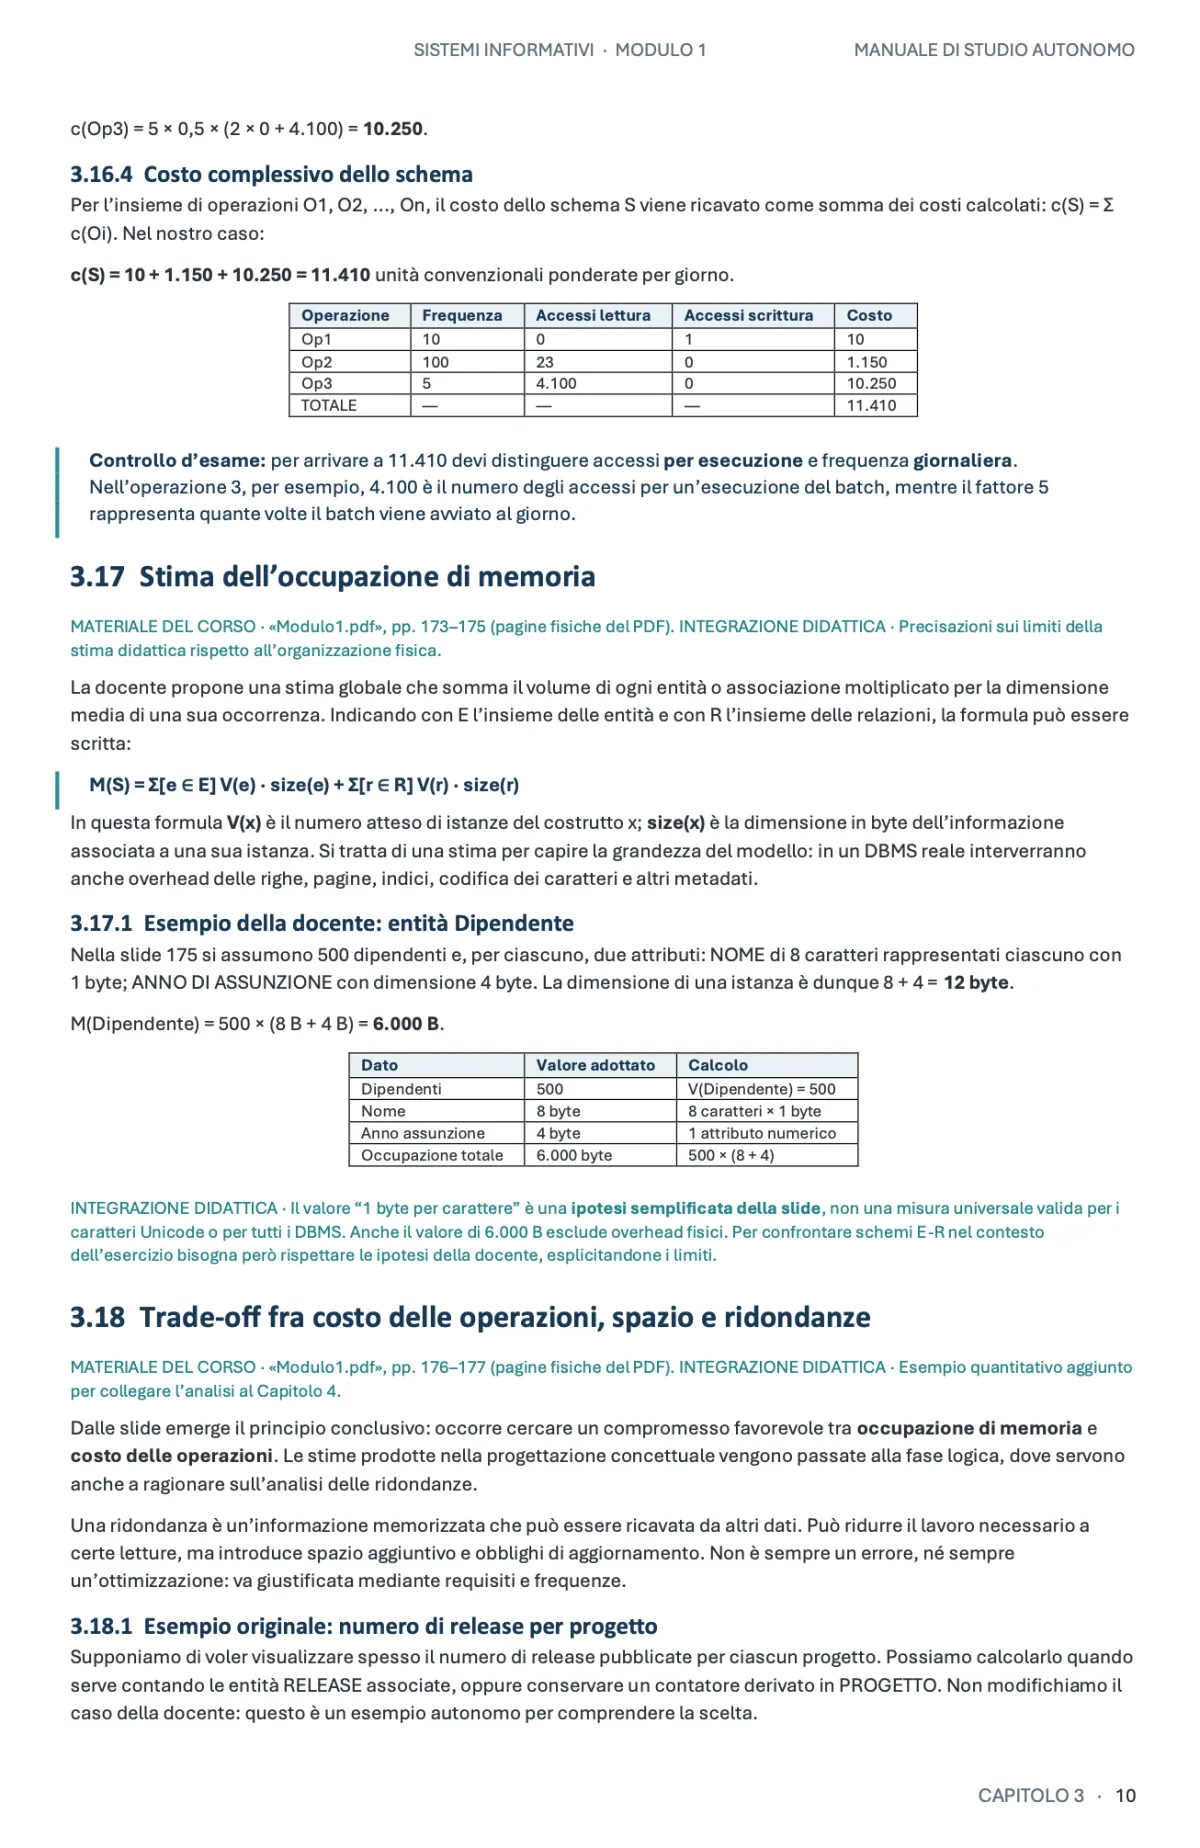 SISTEMI INFORMATIVI · MODULO 1 MANUALE DI STUDIO AUTONOMO
c(Op3) = 5 × 0,5 × (2 × 0 + 4.100) = 10.250.
3.16.4 Costo complessivo dello schema
Per l’insieme di operazioni O1, O2, ..., On, il costo dello schema S viene ricavato come somma dei costi calcolati: c(S) = Σ
c(Oi). Nel nostro caso:
c(S) = 10 + 1.150 + 10.250 = 11.410 unità convenzionali ponderate per giorno.
Operazione Frequenza Accessi lettura Accessi scrittura Costo
Op1 10 0 1 10
Op2 100 23 0 1.150
Op3 5 4.100 0 10.250
TOTALE — — — 11.410
Controllo d’esame: per arrivare a 11.410 devi distinguere accessi per esecuzione e frequenza giornaliera.
Nell’operazione 3, per esempio, 4.100 è il numero degli accessi per un’esecuzione del batch, mentre il fattore 5
rappresenta quante volte il batch viene avviato al giorno.
3.17 Stima dell’occupazione di memoria
MATERIALE DEL CORSO · «Modulo1.pdf», pp. 173–175 (pagine fisiche del PDF). INTEGRAZIONE DIDATTICA · Precisazioni sui limiti della
stima didattica rispetto all’organizzazione fisica.
La docente propone una stima globale che somma il volume di ogni entità o associazione moltiplicato per la dimensione
media di una sua occorrenza. Indicando con E l’insieme delle entità e con R l’insieme delle relazioni, la formula può essere
scritta:
M(S) = Σ[e ∈ E] V(e) · size(e) + Σ[r ∈ R] V(r) · size(r)
In questa formula V(x) è il numero atteso di istanze del costrutto x; size(x) è la dimensione in byte dell’informazione
associata a una sua istanza. Si tratta di una stima per capire la grandezza del modello: in un DBMS reale interverranno
anche overhead delle righe, pagine, indici, codifica dei caratteri e altri metadati.
3.17.1 Esempio della docente: entità Dipendente
Nella slide 175 si assumono 500 dipendenti e, per ciascuno, due attributi: NOME di 8 caratteri rappresentati ciascuno con
1 byte; ANNO DI ASSUNZIONE con dimensione 4 byte. La dimensione di una istanza è dunque 8 + 4 = 12 byte.
M(Dipendente) = 500 × (8 B + 4 B) = 6.000 B.
Dato Valore adottato Calcolo
Dipendenti 500 V(Dipendente) = 500
Nome 8 byte 8 caratteri × 1 byte
Anno assunzione 4 byte 1 attributo numerico
Occupazione totale 6.000 byte 500 × (8 + 4)
INTEGRAZIONE DIDATTICA · Il valore “1 byte per carattere” è una ipotesi semplificata della slide, non una misura universale valida per i
caratteri Unicode o per tutti i DBMS. Anche il valore di 6.000 B esclude overhead fisici. Per confrontare schemi E-R nel contesto
dell’esercizio bisogna però rispettare le ipotesi della docente, esplicitandone i limiti.
3.18 Trade-off fra costo delle operazioni, spazio e ridondanze
MATERIALE DEL CORSO · «Modulo1.pdf», pp. 176–177 (pagine fisiche del PDF). INTEGRAZIONE DIDATTICA · Esempio quantitativo aggiunto
per collegare l’analisi al Capitolo 4.
Dalle slide emerge il principio conclusivo: occorre cercare un compromesso favorevole tra occupazione di memoria e
costo delle operazioni. Le stime prodotte nella progettazione concettuale vengono passate alla fase logica, dove servono
anche a ragionare sull’analisi delle ridondanze.
Una ridondanza è un’informazione memorizzata che può essere ricavata da altri dati. Può ridurre il lavoro necessario a
certe letture, ma introduce spazio aggiuntivo e obblighi di aggiornamento. Non è sempre un errore, né sempre
un’ottimizzazione: va giustificata mediante requisiti e frequenze.
3.18.1 Esempio originale: numero di release per progetto
Supponiamo di voler visualizzare spesso il numero di release pubblicate per ciascun progetto. Possiamo calcolarlo quando
serve contando le entità RELEASE associate, oppure conservare un contatore derivato in PROGETTO. Non modifichiamo il
caso della docente: questo è un esempio autonomo per comprendere la scelta.
CAPITOLO 3 · 10